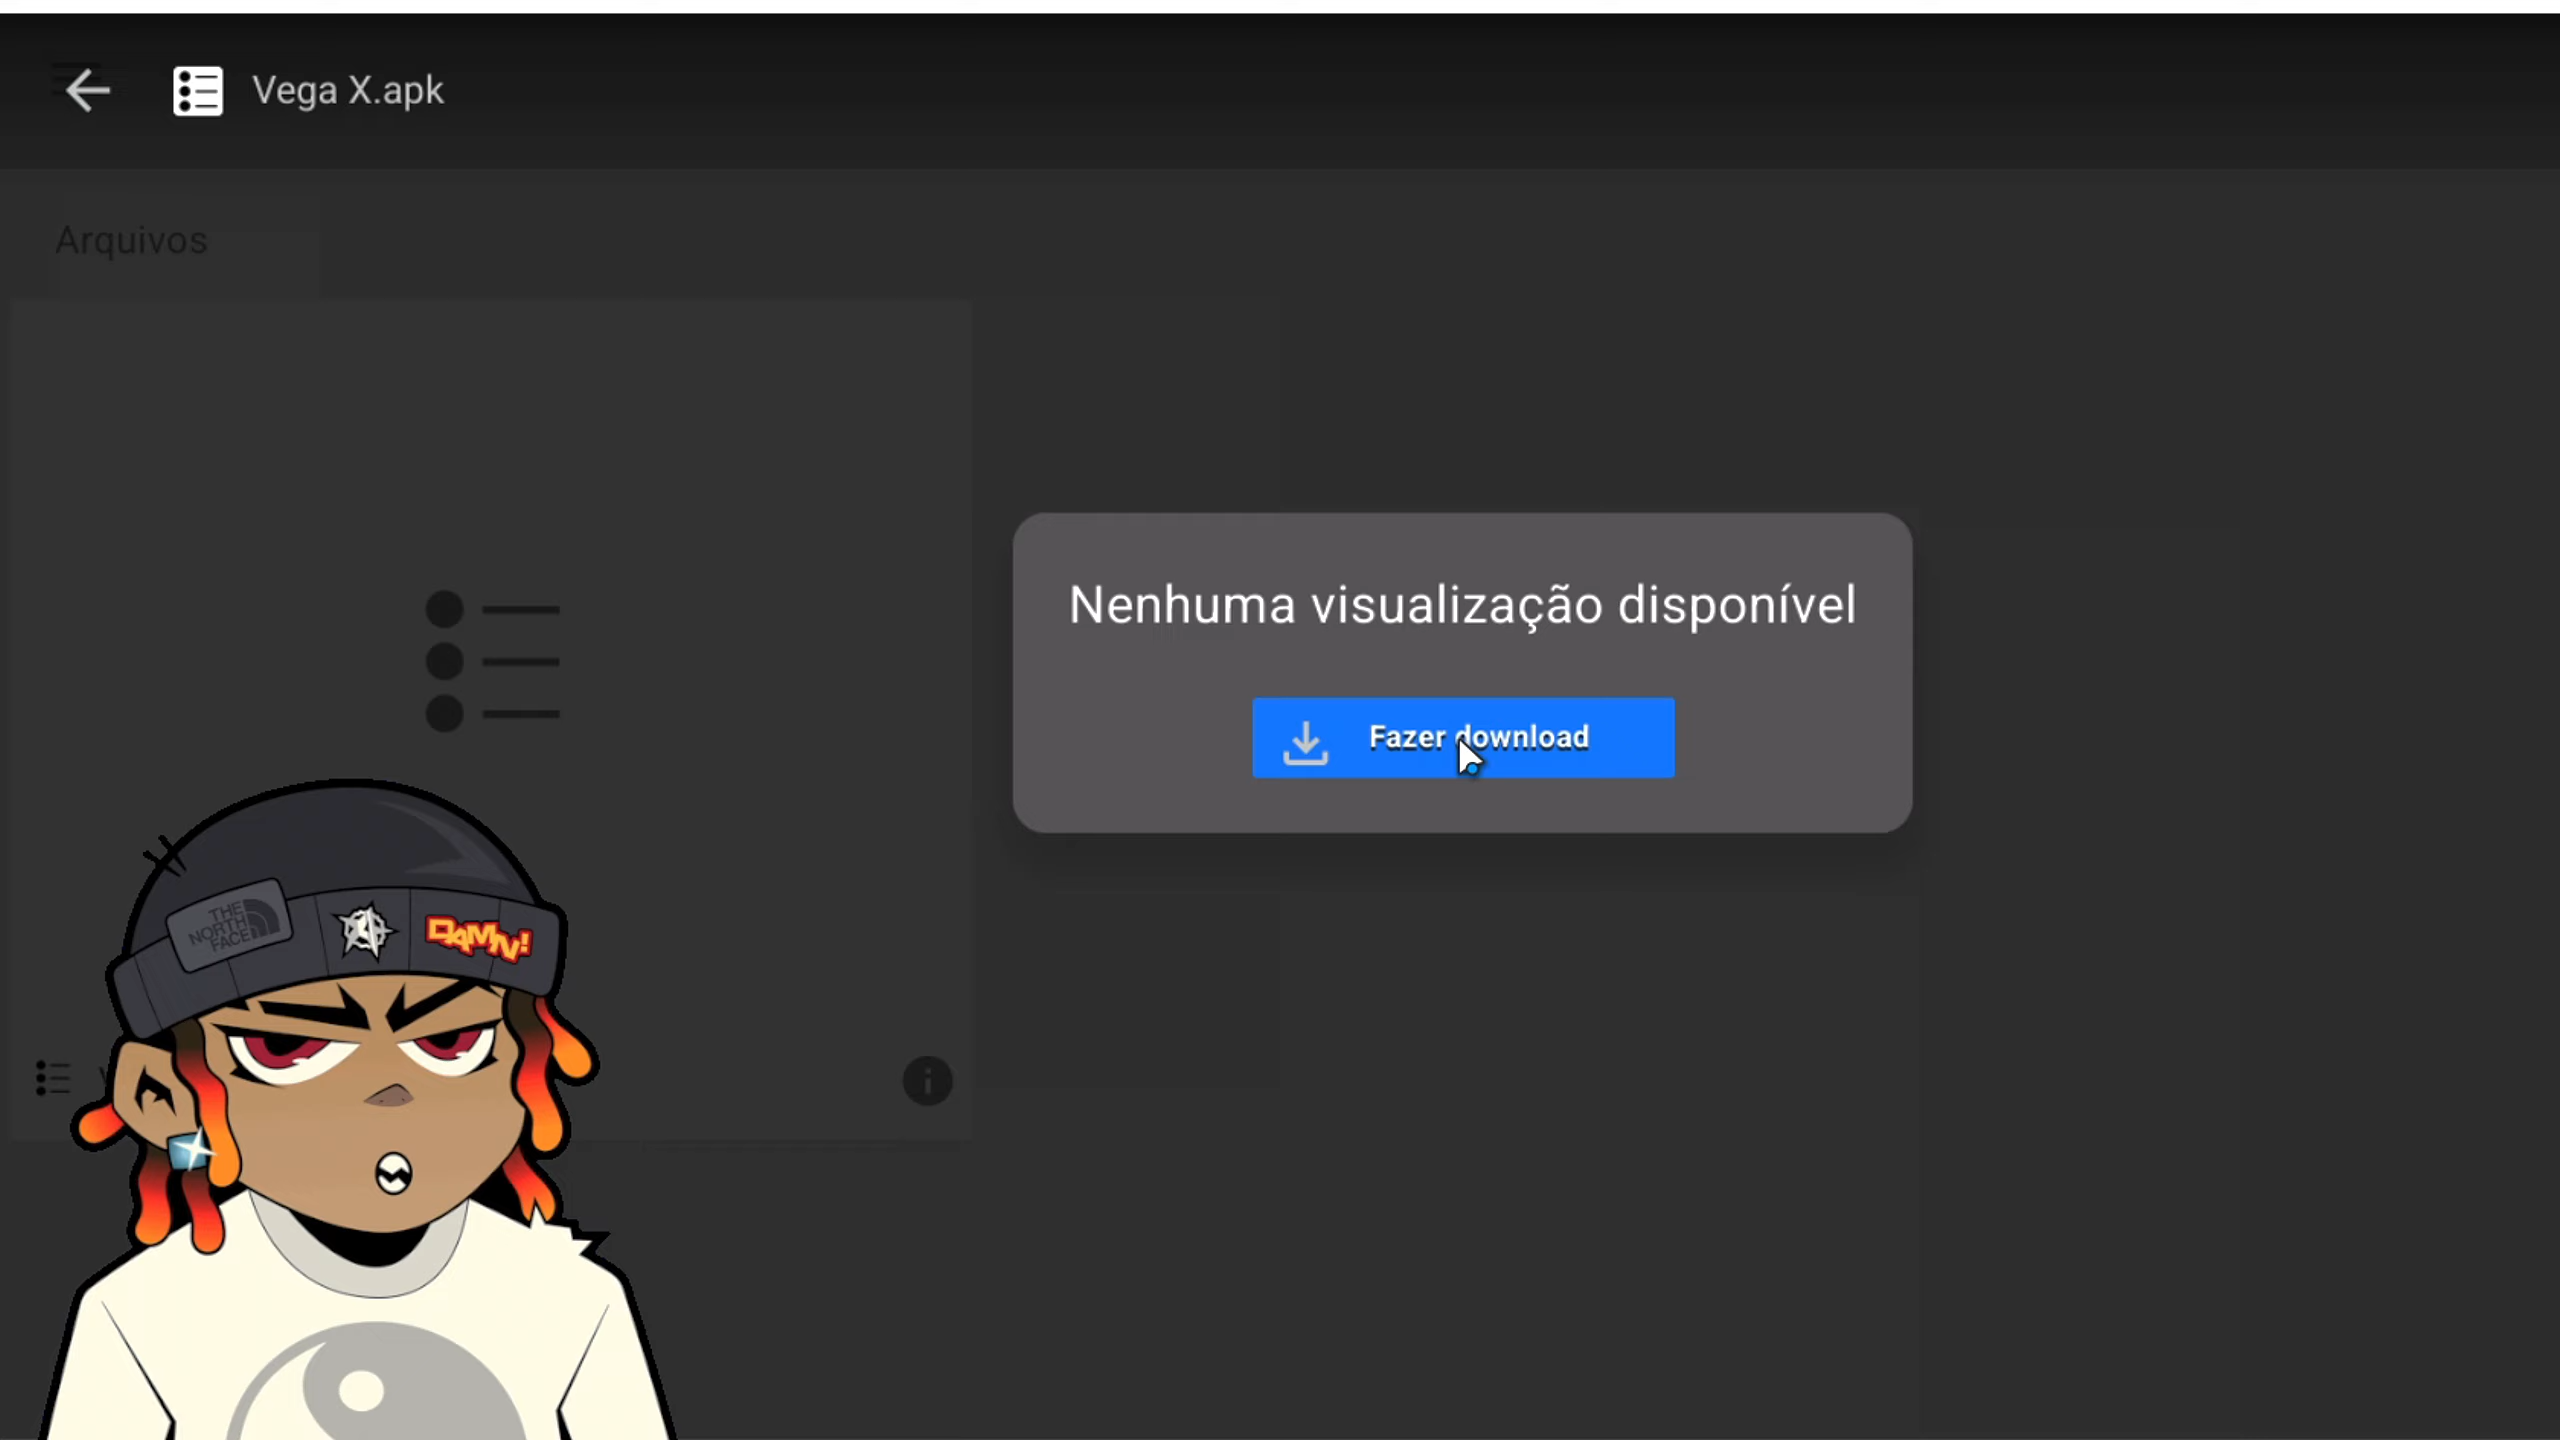 Vega X.apk
Arquivos
Nenhuma visualização disponível
Fazer download
THE
NORTH
FACE
DAMN!